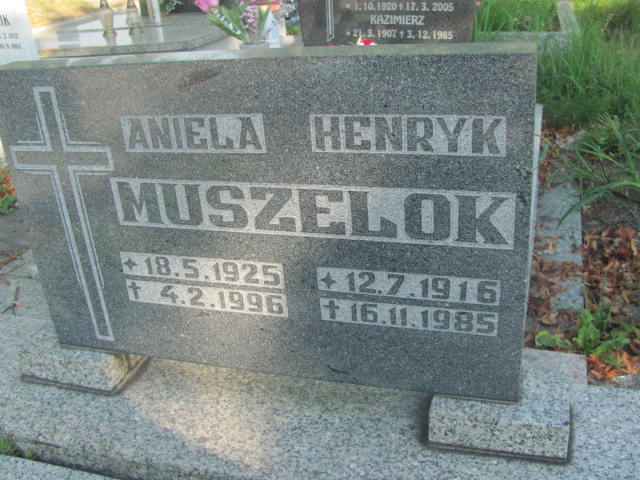 1.10.1920 ✝ 17.3.2005
KAZIMIERZ
✦21.3.1907 ✝ 3.12.1985
ANIELA HENRYK
MUSZELOK
✦ 18.5.1925 ✦ 12.7.1916
✝ 4.2.1996 ✝ 16.11.1985